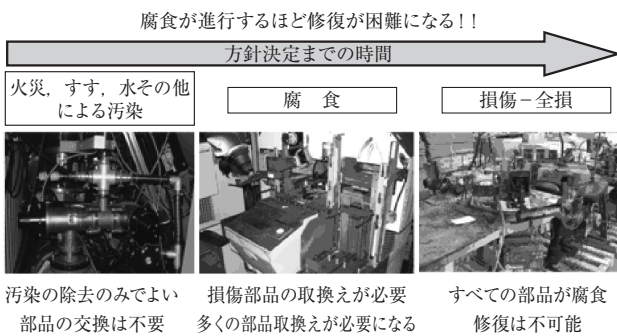 腐食が進行するほど修復が困難になる!!
方針決定までの時間
火災，すす，水その他
による汚染
腐　食
損傷−全損
汚染の除去のみでよい
部品の交換は不要
損傷部品の取換えが必要
多くの部品取換えが必要になる
すべての部品が腐食
修復は不可能